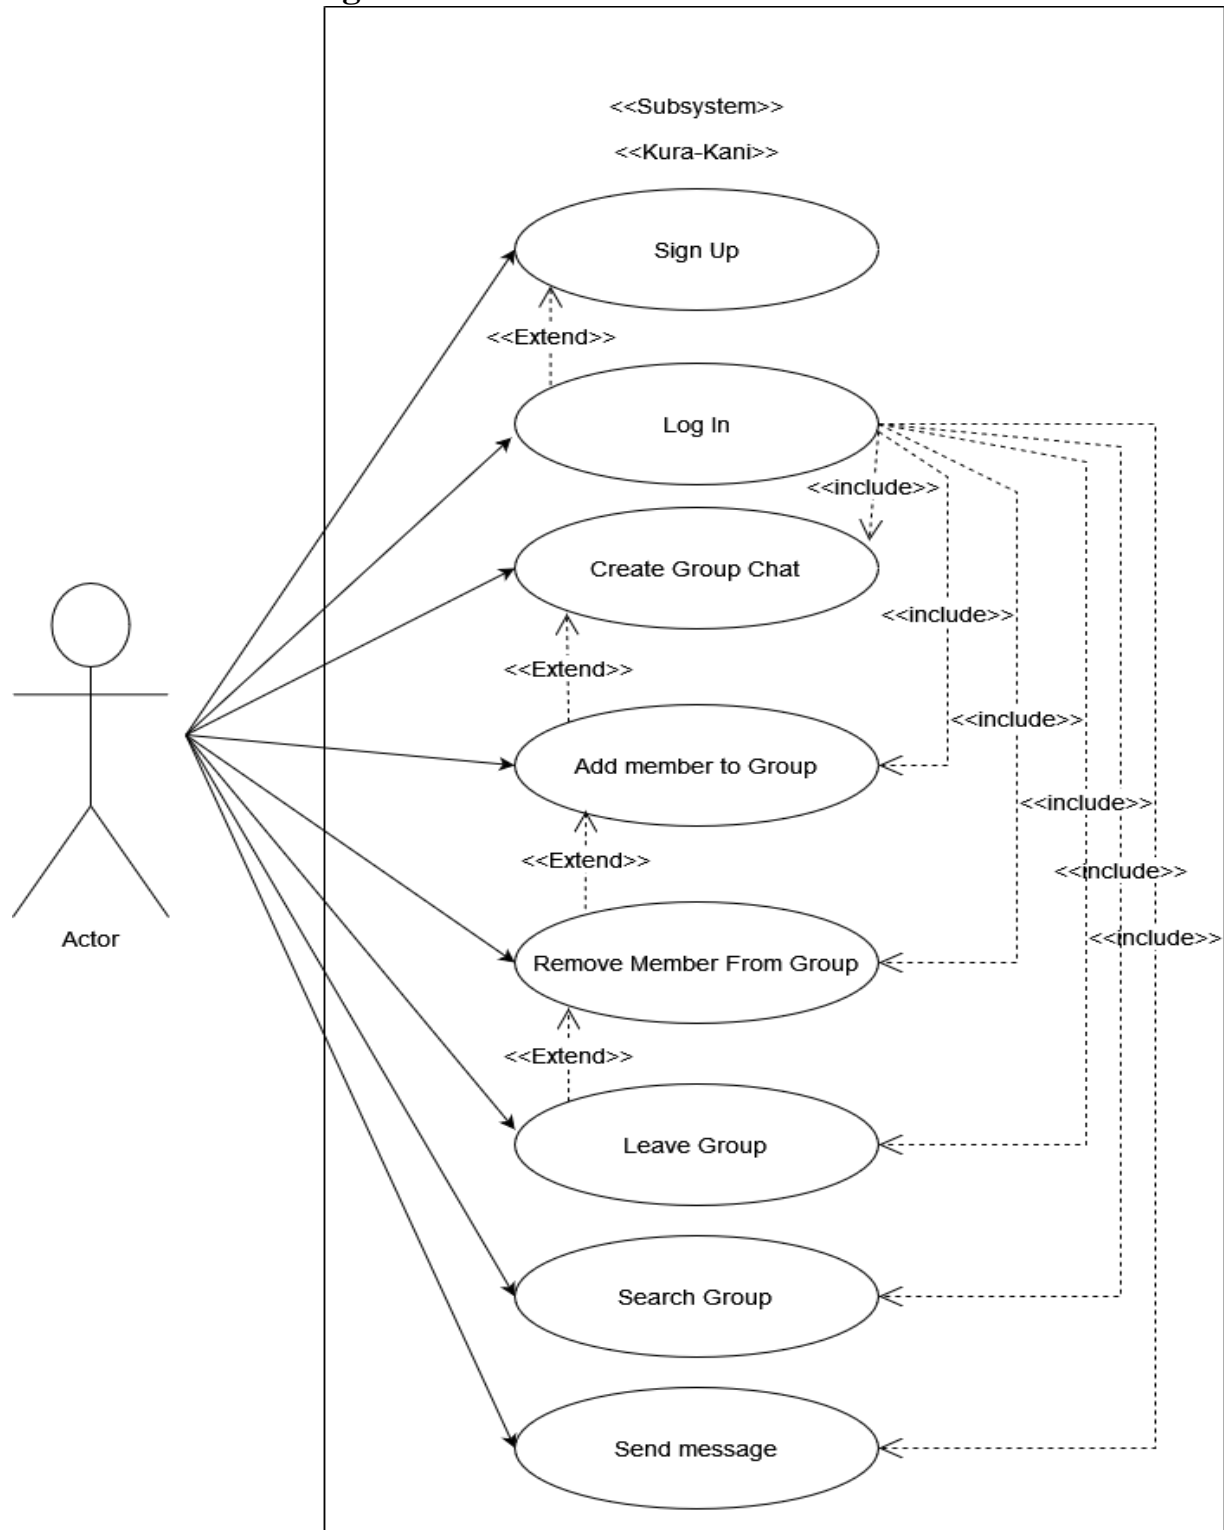 <<Subsystem>>
<<Kura-Kani>>
Sign Up
<<Extend>>
Log In
<<include>>
Create Group Chat
<<include>>
<<Extend>>
<<include>>
Add member to Group
<<include>>
<<Extend>>
<<include>>
Actor
<<include>>
Remove Member From Group
<<Extend>>
Leave Group
Search Group
Send message